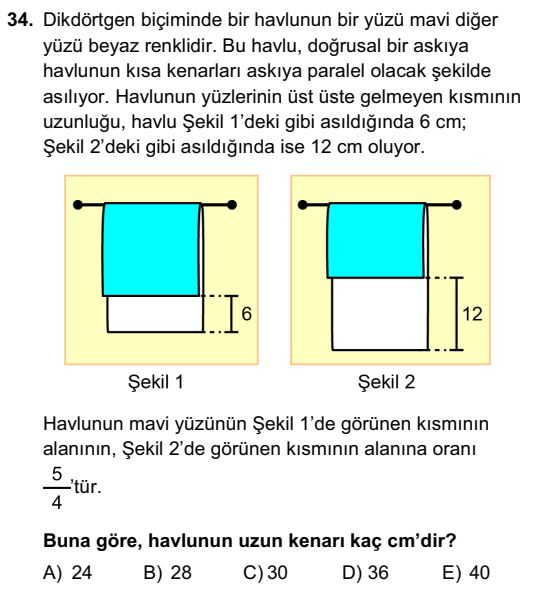 34. Dikdörtgen biçiminde bir havlunun bir yüzü mavi diğer
yüzü beyaz renklidir. Bu havlu, doğrusal bir askıya
havlunun kısa kenarları askıya paralel olacak şekilde
asılıyor. Havlunun yüzlerinin üst üste gelmeyen kısmının
uzunluğu, havlu Şekil 1’deki gibi asıldığında 6 cm;
Şekil 2’deki gibi asıldığında ise 12 cm oluyor.
6
12
Şekil 1
Şekil 2
Havlunun mavi yüzünün Şekil 1’de görünen kısmının
alanının, Şekil 2’de görünen kısmının alanına oranı
5
4
’tür.
Buna göre, havlunun uzun kenarı kaç cm’dir?
A) 24 B) 28 C) 30 D) 36 E) 40